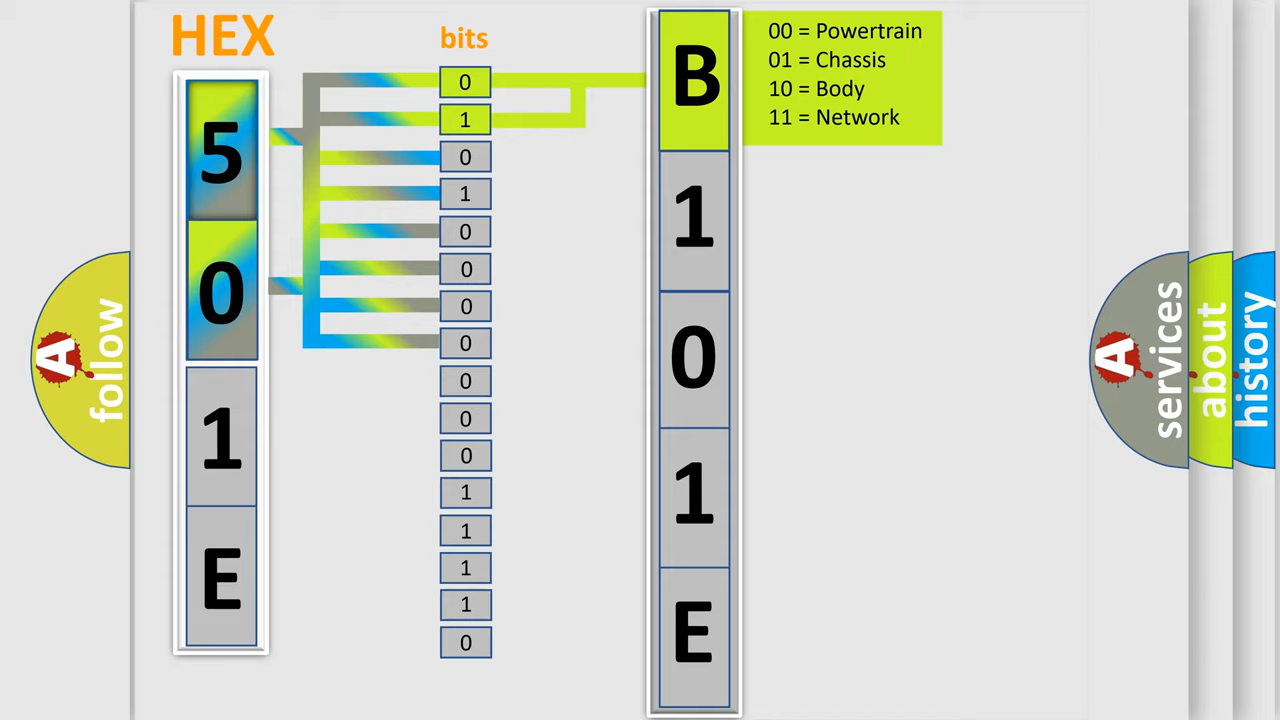 HEX
bits
5
0
1
E
0
1
0
1
0
0
0
0
0
0
0
1
1
1
1
0
B
1
0
1
E
00 = Powertrain
01 = Chassis
10 = Body
11 = Network
A
follow
A
services
about
history